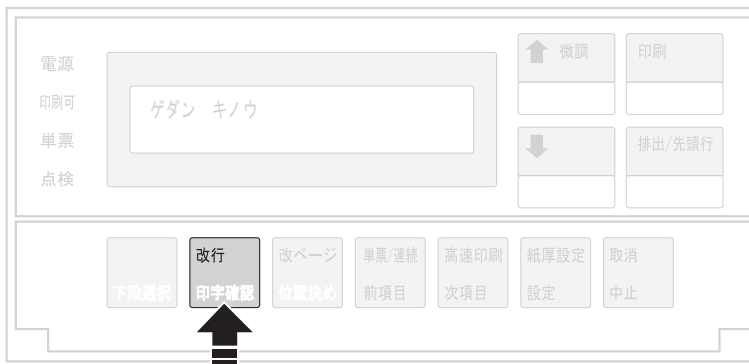 電源
印刷可
単票
点検
ゲダン キノウ
微調
印刷
排出/先頭行
下段選択
改行
印字確認
改ページ
位置決め
単票/連続
前項目
高速印刷
次項目
紙厚設定
設定
取消
中止